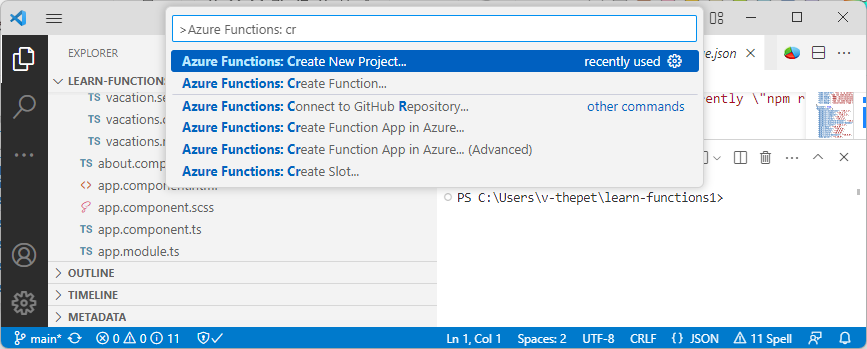 >Azure Functions: cr
Azure Functions: Create New Project...
recently used
Azure Functions: Create Function...
Azure Functions: Connect to GitHub Repository...
other commands
Azure Functions: Create Function App in Azure...
Azure Functions: Create Function App in Azure... (Advanced)
Azure Functions: Create Slot...
EXPLORER
LEARN-FUNCTIONS
TS vacation.se
TS vacations.
TS vacations.r
TS about.comp
app.component.html
app.component.scss
TS app.component.ts
TS app.module.ts
OUTLINE
TIMELINE
METADATA
e.json
ently \"npm r
PS C:\Users\v-thepet\learn-functions1>
main*
0
0
11
Ln 1, Col 1
Spaces: 2
UTF-8
CRLF
{} JSON
11 Spell